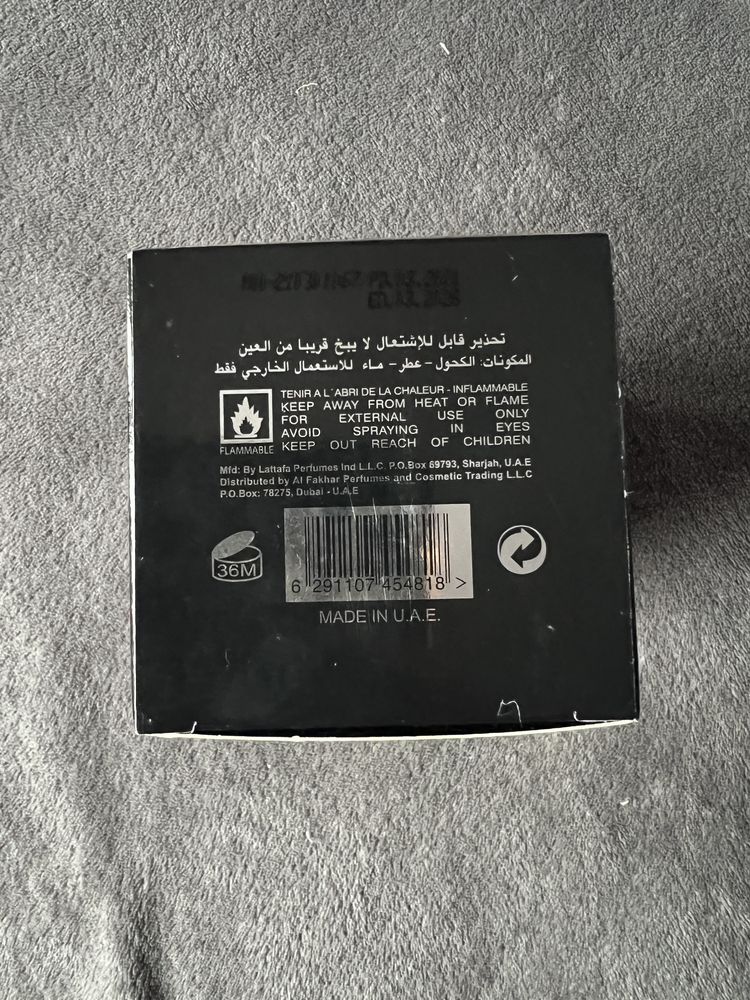 تحذير قابل للإشتعال لا يبخ قريبا من العين
المكونات: الكحول - عطر - ماء للاستعمال الخارجي فقط
TENIR A L´ABRI DE LA CHALEUR - INFLAMMABLE
KEEP AWAY FROM HEAT OR FLAME
FOR EXTERNAL USE ONLY
AVOID SPRAYING IN EYES
KEEP OUT REACH OF CHILDREN
FLAMMABLE
Mfd: By Lattafa Perfumes Ind L.L.C. P.O.Box 69793, Sharjah, U.A.E
Distributed by Al Fakhar Perfumes and Cosmetic Trading L.L.C
P.O.Box: 78275, Dubai - U.A.E
36M
6 291107 454818 >
MADE IN U.A.E.